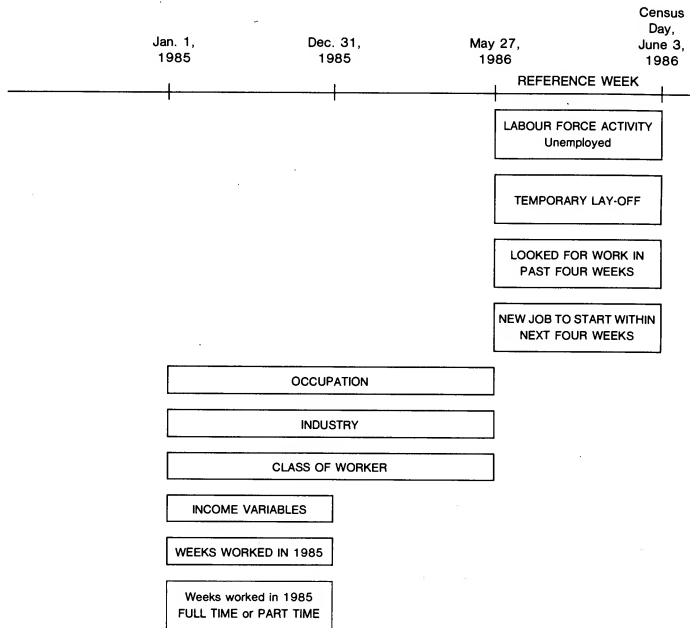 Jan. 1,
1985
Dec. 31,
1985
May 27,
1986
Census
Day,
June 3,
1986
REFERENCE WEEK
LABOUR FORCE ACTIVITY
Unemployed
TEMPORARY LAY-OFF
LOOKED FOR WORK IN
PAST FOUR WEEKS
NEW JOB TO START WITHIN
NEXT FOUR WEEKS
OCCUPATION
INDUSTRY
CLASS OF WORKER
INCOME VARIABLES
WEEKS WORKED IN 1985
Weeks worked in 1985
FULL TIME or PART TIME